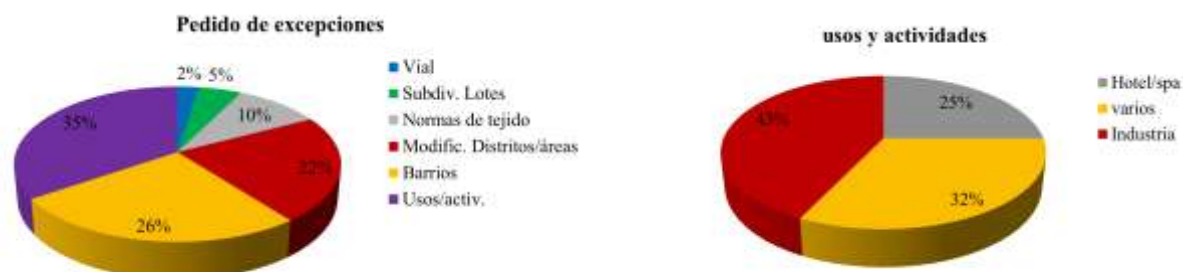 Pedido de excepciones
2% 5%
10%
22%
26%
35%
Vial
Subdiv. Lotes
Normas de tejido
Modific. Distritos/áreas
Barrios
Usos/activ.
usos y actividades
25%
32%
43%
Hotel/spa
varios
Industria